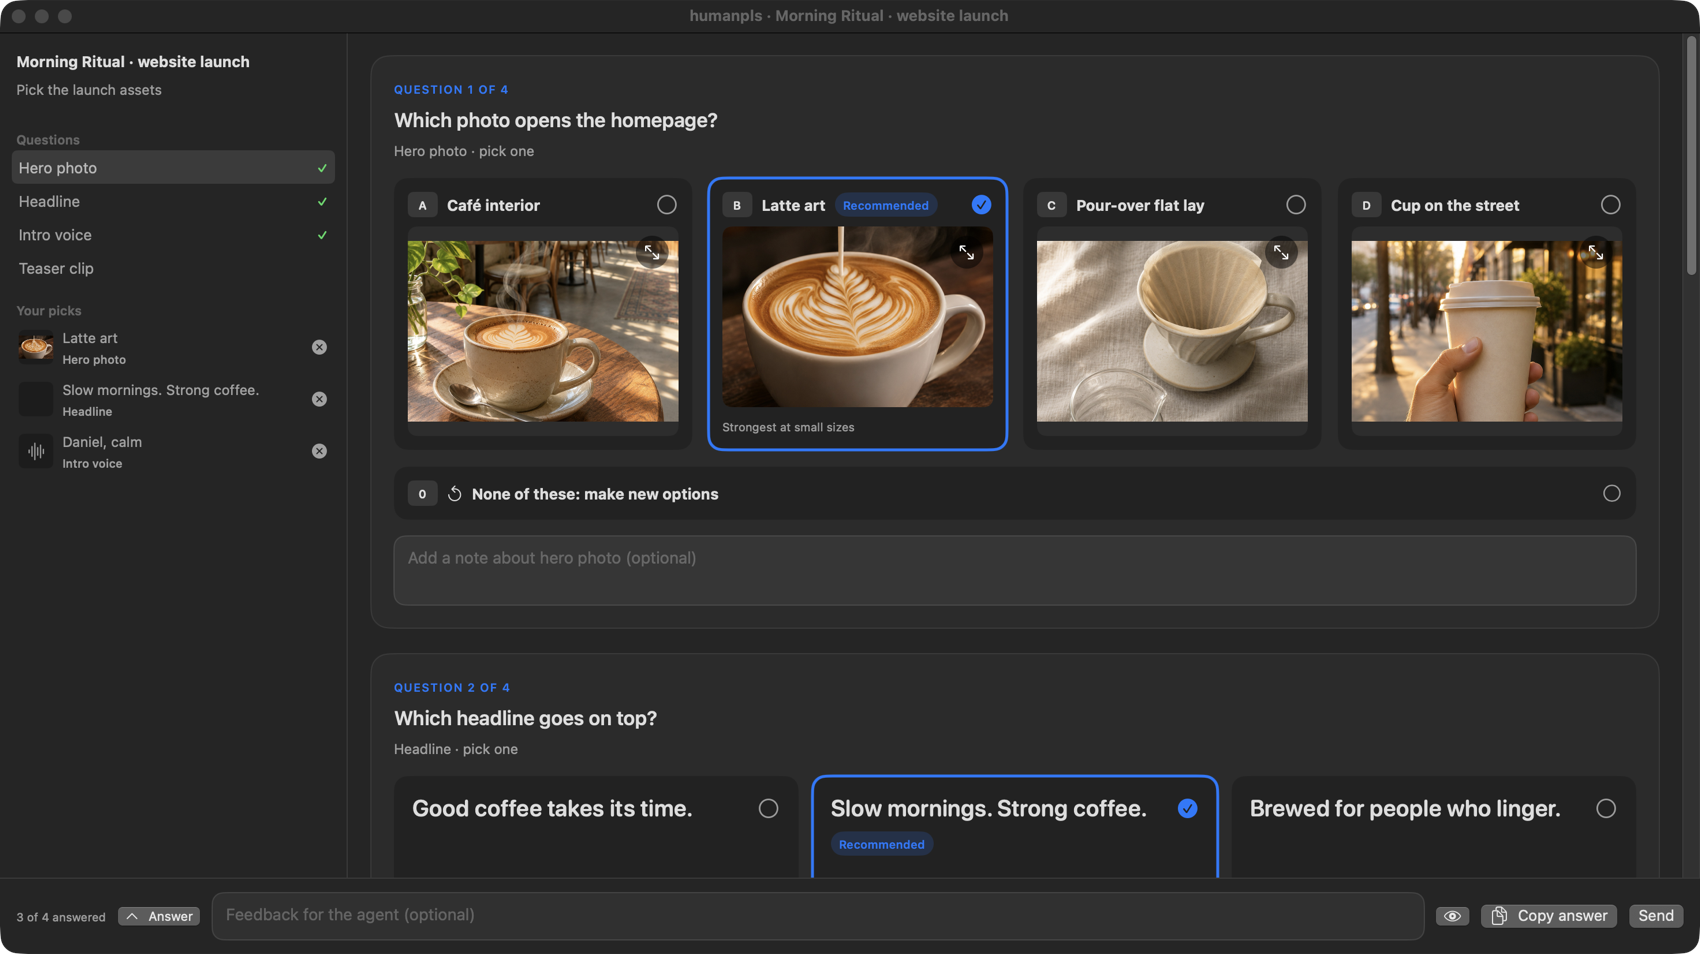 humanpls · Morning Ritual · website launch
Morning Ritual · website launch
Pick the launch assets
Questions
Hero photo
Headline
Intro voice
Teaser clip
Your picks
Latte art
Hero photo
Slow mornings. Strong coffee.
Headline
Daniel, calm
Intro voice
QUESTION 1 OF 4
Which photo opens the homepage?
Hero photo · pick one
A Café interior
B Latte art Recommended
Strongest at small sizes
C Pour-over flat lay
D Cup on the street
0 None of these: make new options
Add a note about hero photo (optional)
QUESTION 2 OF 4
Which headline goes on top?
Headline · pick one
Good coffee takes its time.
Slow mornings. Strong coffee.
Recommended
Brewed for people who linger.
3 of 4 answered
Answer
Feedback for the agent (optional)
Copy answer
Send